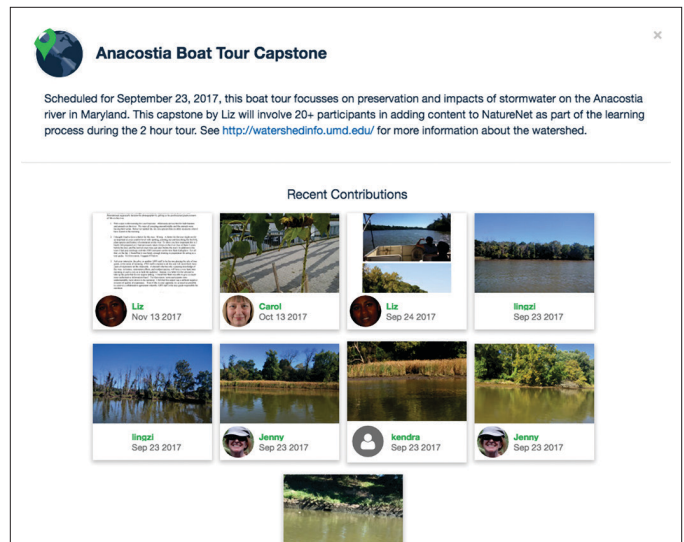 Anacostia Boat Tour Capstone
×
Scheduled for September 23, 2017, this boat tour focusses on preservation and impacts of stormwater on the Anacostia
river in Maryland. This capstone by Liz will involve 20+ participants in adding content to NatureNet as part of the learning
process during the 2 hour tour. See http://watershedinfo.umd.edu/ for more information about the watershed.
Recent Contributions
Liz
Nov 13 2017
Carol
Oct 13 2017
Liz
Sep 24 2017
lingzi
Sep 23 2017
lingzi
Sep 23 2017
Jenny
Sep 23 2017
kendra
Sep 23 2017
Jenny
Sep 23 2017